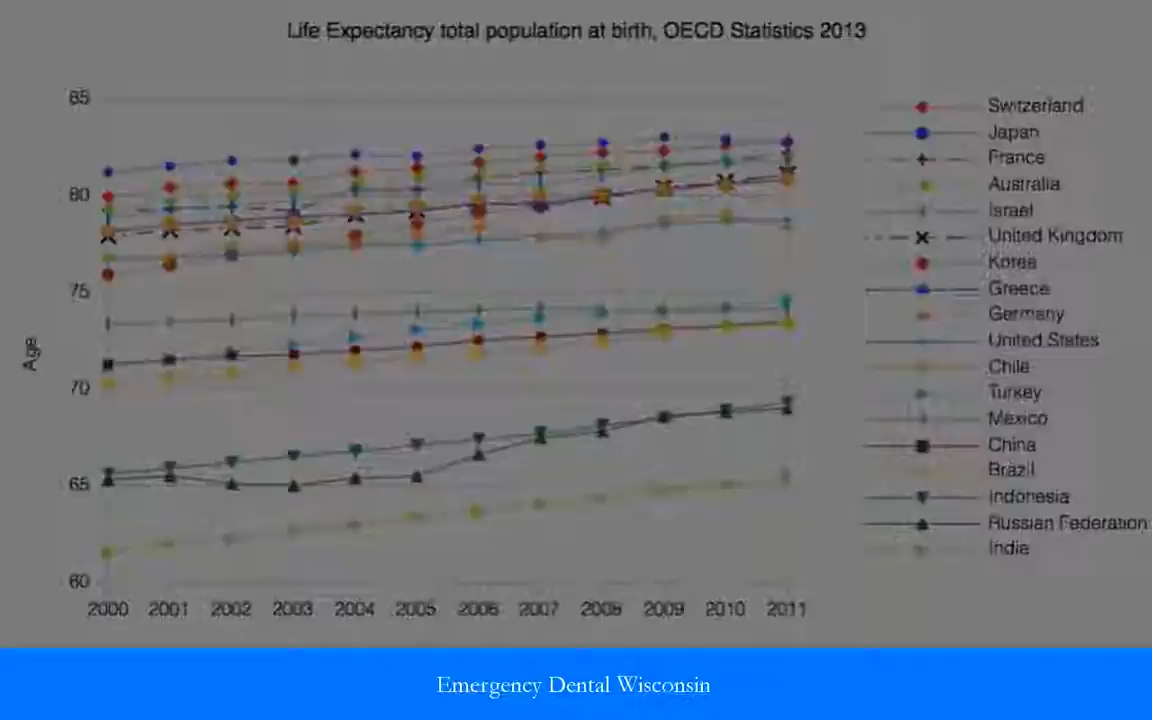 Life Expectancy total population at birth, OECD Statistics 2013
85
80
75
70
65
60
Age
2000 2001 2002 2003 2004 2005 2006 2007 2008 2009 2010 2011
Switzerland
Japan
France
Australia
Israel
United Kingdom
Korea
Greece
Germany
United States
Chile
Turkey
Mexico
China
Brazil
Indonesia
Russian Federation
India
Emergency Dental Wisconsin